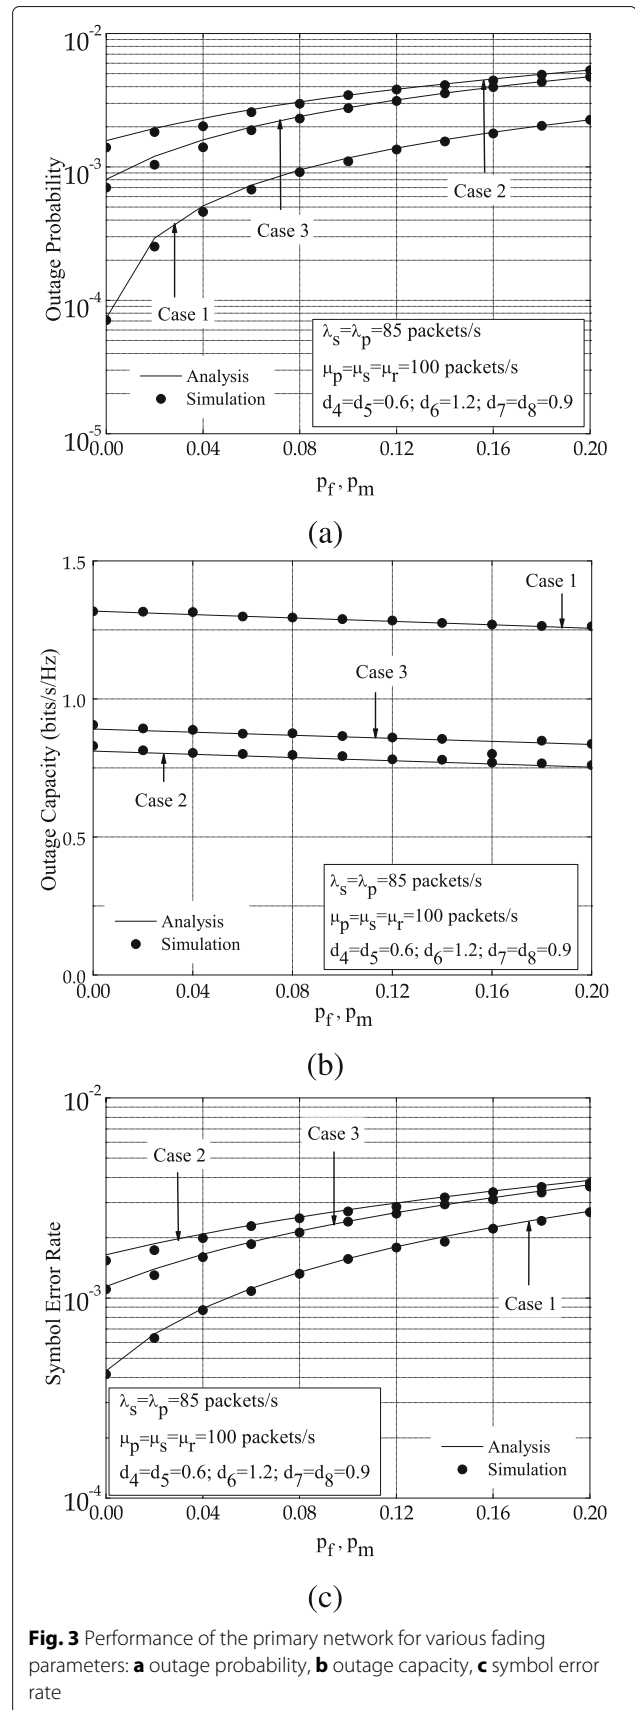 10-2
10-3
10-4
10-5
Outage Probability
Case 2
Case 3
Case 1
λs=λp=85 packets/s
μp=μs=μr=100 packets/s
d4=d5=0.6; d6=1.2; d7=d8=0.9
Analysis
Simulation
0.00 0.04 0.08 0.12 0.16 0.20
pf, pm
(a)
1.5
1.0
0.5
0.0
Outage Capacity (bits/s/Hz)
Case 1
Case 3
Case 2
λs=λp=85 packets/s
μp=μs=μr=100 packets/s
d4=d5=0.6; d6=1.2; d7=d8=0.9
Analysis
Simulation
0.00 0.04 0.08 0.12 0.16 0.20
pf, pm
(b)
10-2
10-3
10-4
Symbol Error Rate
Case 2
Case 3
Case 1
λs=λp=85 packets/s
μp=μs=μr=100 packets/s
d4=d5=0.6; d6=1.2; d7=d8=0.9
Analysis
Simulation
0.00 0.04 0.08 0.12 0.16 0.20
pf, pm
(c)
Fig. 3 Performance of the primary network for various fading
parameters: a outage probability, b outage capacity, c symbol error
rate